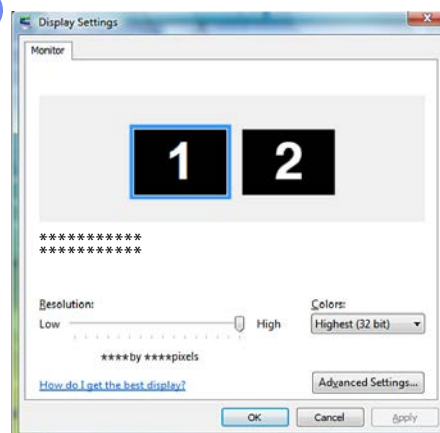 Display Settings
Monitor
1 2
***********
***********
Resolution:
Low High
****by ****pixels
Colors:
Highest (32 bit)
How do I get the best display?
Advanced Settings...
OK Cancel Apply